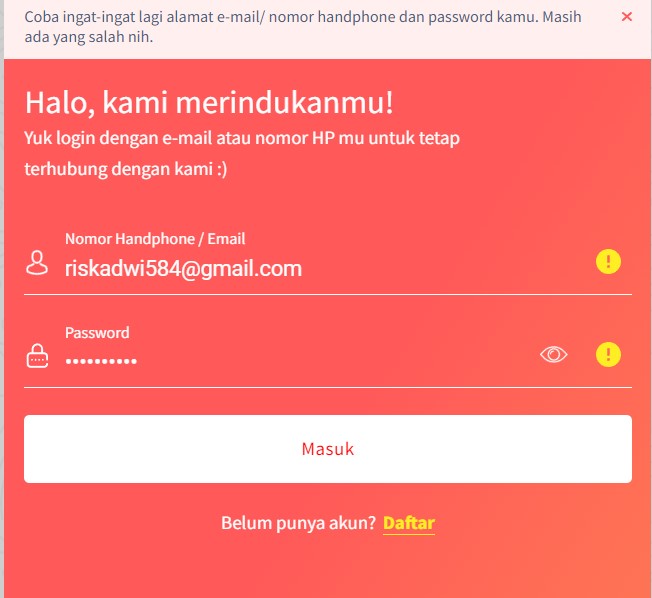 Coba ingat-ingat lagi alamat e-mail/ nomor handphone dan password kamu. Masih
ada yang salah nih.
Halo, kami merindukanmu!
Yuk login dengan e-mail atau nomor HP mu untuk tetap
terhubung dengan kami :)
Nomor Handphone / Email
riskadwi584@gmail.com
Password
••••••••••
Masuk
Belum punya akun? Daftar